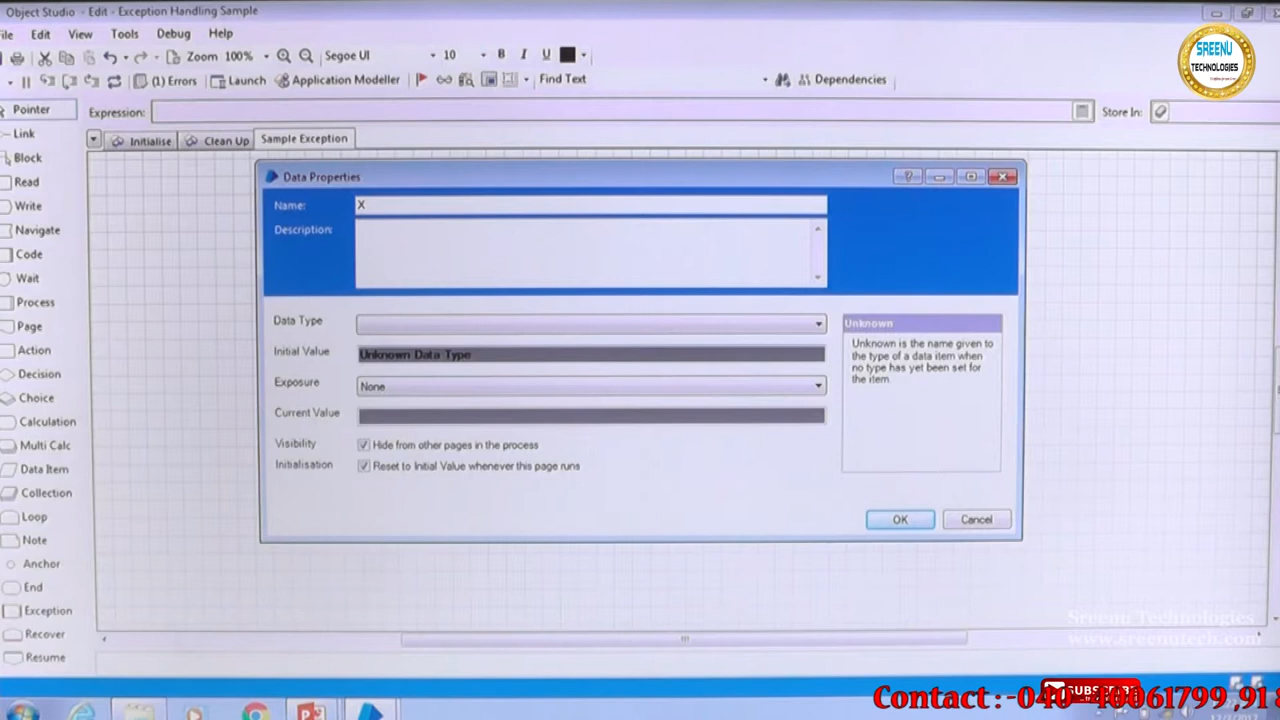 Object Studio - Edit - Exception Handling Sample
Edit View Tools Debug Help
Zoom 100% Segoe UI 10 B I U
(1) Errors Launch Application Modeller Find Text Dependencies
SREENU
TECHNOLOGIES
Pointer
Expression: Store In:
Link
Initialise Clean Up Sample Exception
Block
Read
Write
Navigate
Code
Wait
Process
Page
Action
Decision
Choice
Calculation
Multi Calc
Data Item
Collection
Loop
Note
Anchor
End
Exception
Recover
Resume
Data Properties
Name: X
Description:
Data Type
Initial Value Unknown Data Type
Exposure None
Current Value
Visibility Hide from other pages in the process
Initialisation Reset to Initial Value whenever this page runs
Unknown
Unknown is the name given to
the type of a data item when
no type has yet been set for
the item.
OK Cancel
Sreenu Technologies
www.sreenutech.com
SUBSCRIBE
Contact :-040-40061799 ,91 8